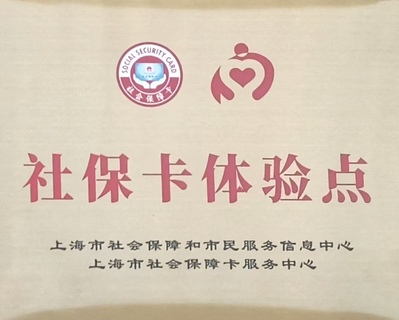 SOCIAL SECURITY CARD
社会保障卡
社保卡体验点
上海市社会保障和市民服务信息中心
上海市社会保障卡服务中心